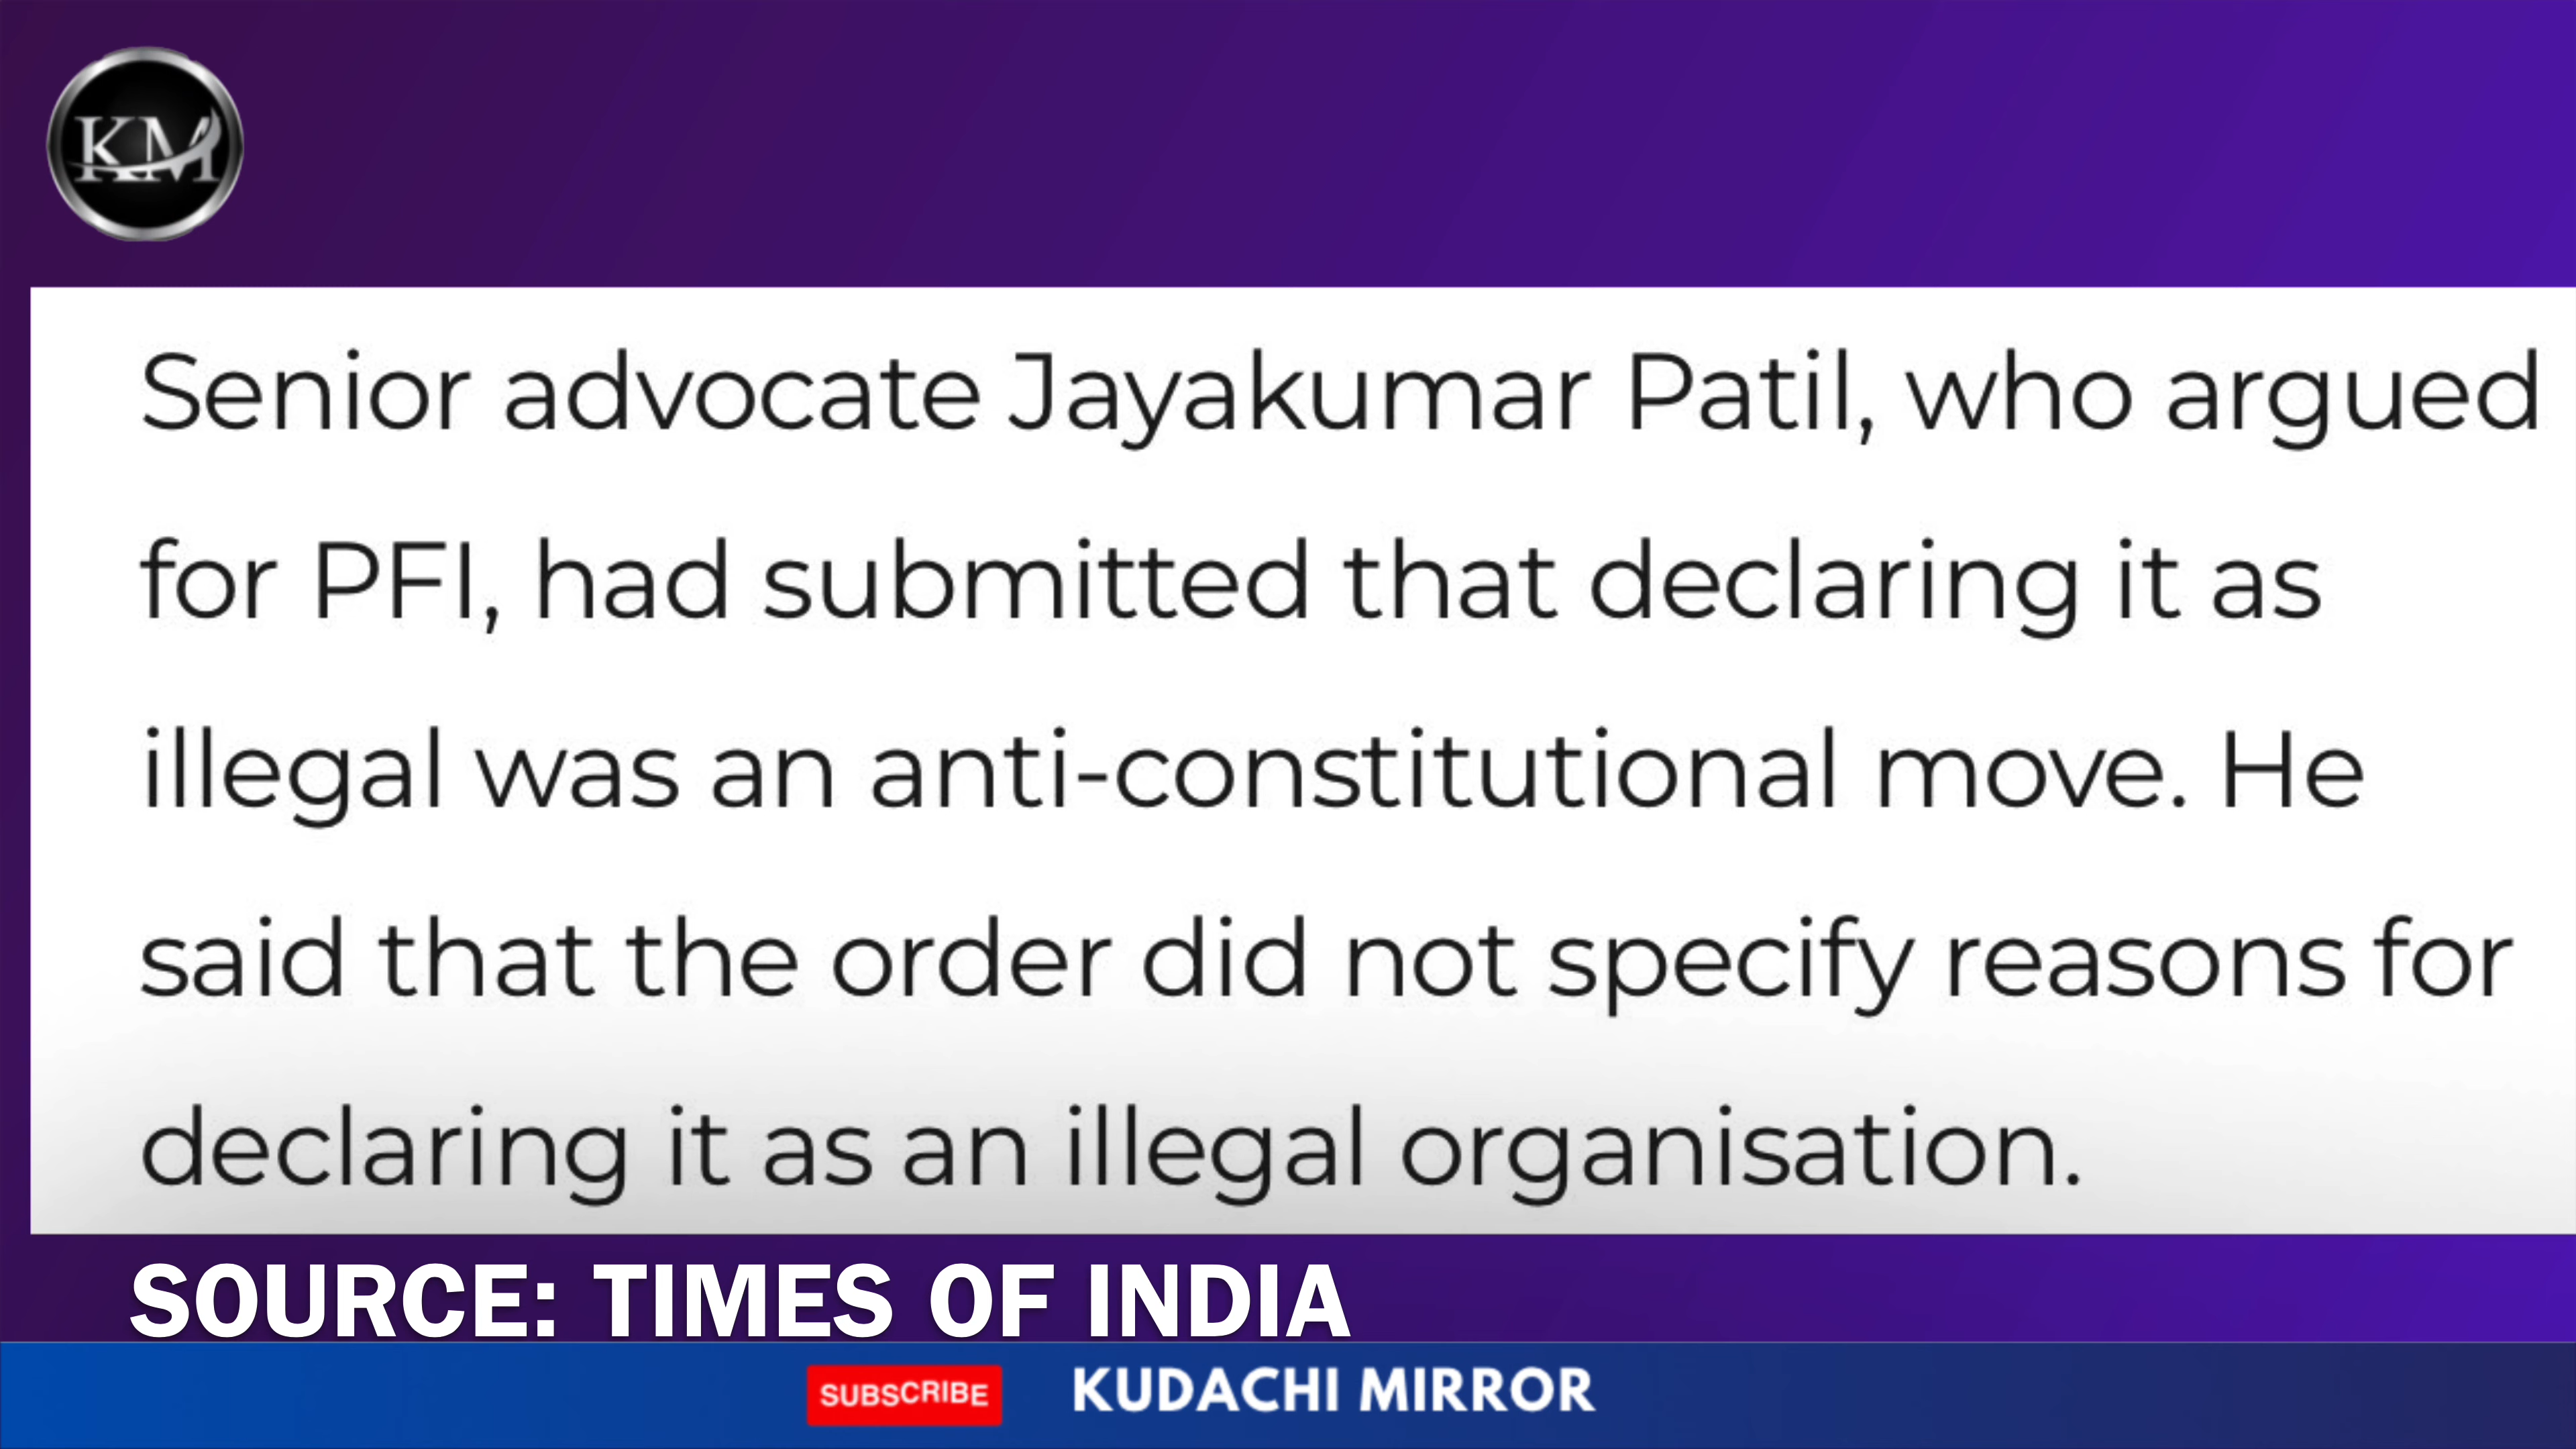 KM
Senior advocate Jayakumar Patil, who argued
for PFI, had submitted that declaring it as
illegal was an anti-constitutional move. He
said that the order did not specify reasons for
declaring it as an illegal organisation.
SOURCE: TIMES OF INDIA
SUBSCRIBE KUDACHI MIRROR